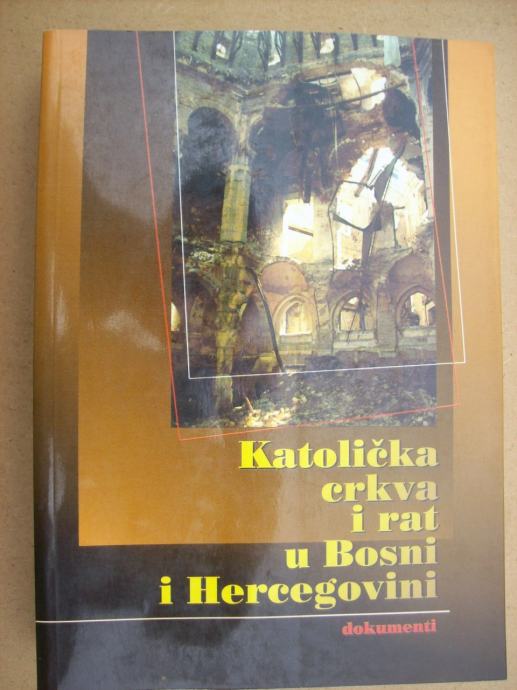 Katolička
crkva
i rat
u Bosni
i Hercegovini
dokumenti